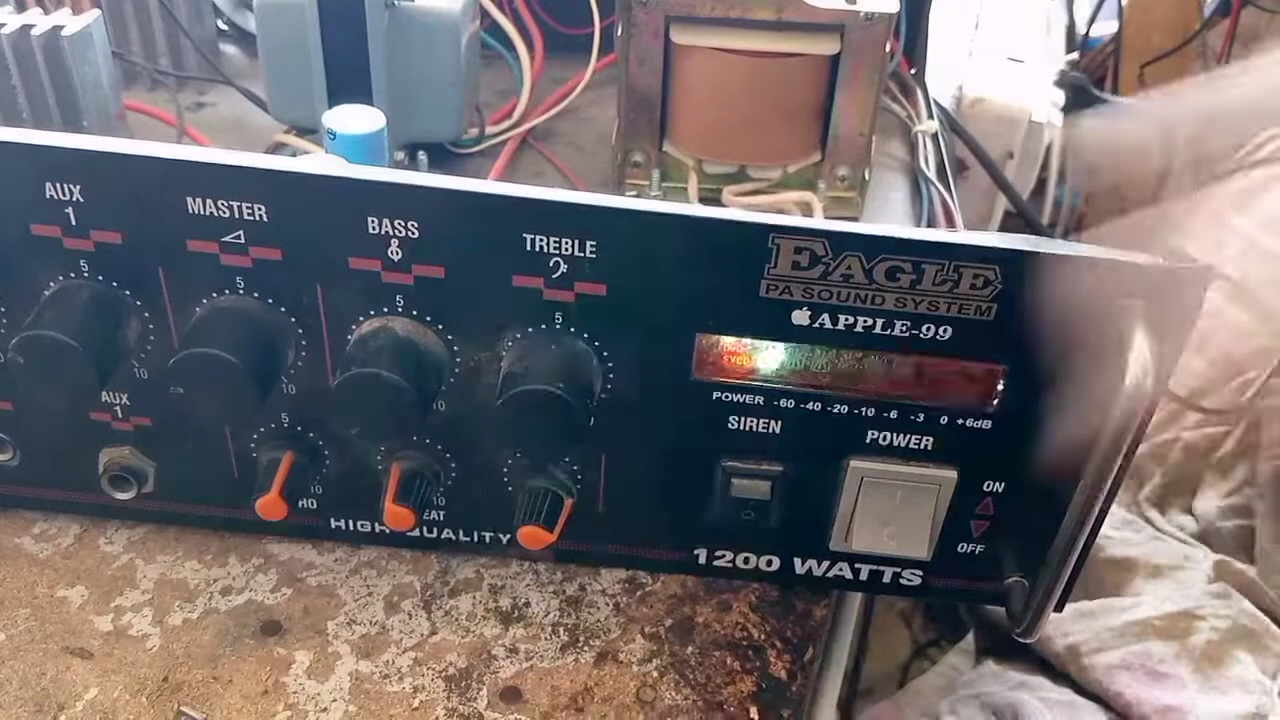 AUX
1
5
10
AUX
1
MASTER
5
10
BASS
5
10
TREBLE
5
EAGLE
PA SOUND SYSTEM
APPLE-99
POWER -60 -40 -20 -10 -6 -3 0 +6dB
SIREN
POWER
ON
OFF
5
10
HO
10
EAT
HIGH QUALITY
1200 WATTS